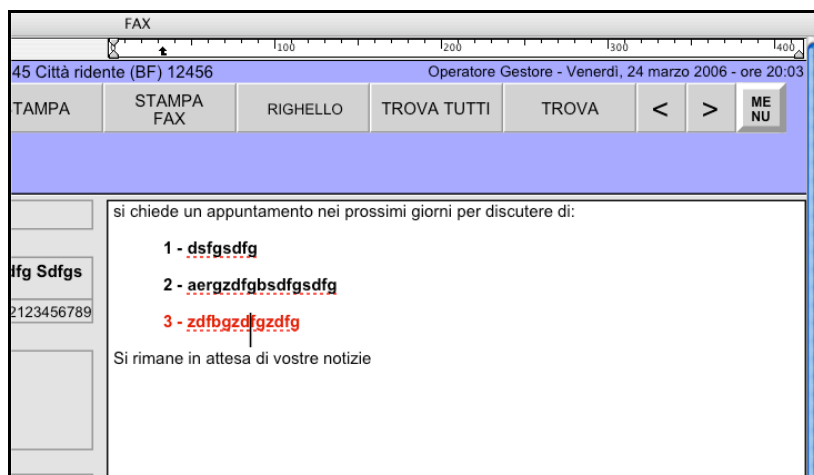 FAX
100 200 300 400
45 Città ridente (BF) 12456 Operatore Gestore - Venerdì, 24 marzo 2006 - ore 20:03
TAMPA STAMPA FAX RIGHELLO TROVA TUTTI TROVA < > ME NU
si chiede un appuntamento nei prossimi giorni per discutere di:
1 - dsfgsdfg
dfg Sdfgs
2 - aergzdfgbsdfgsdfg
2123456789
3 - zdfbgzdfgzdfg
Si rimane in attesa di vostre notizie